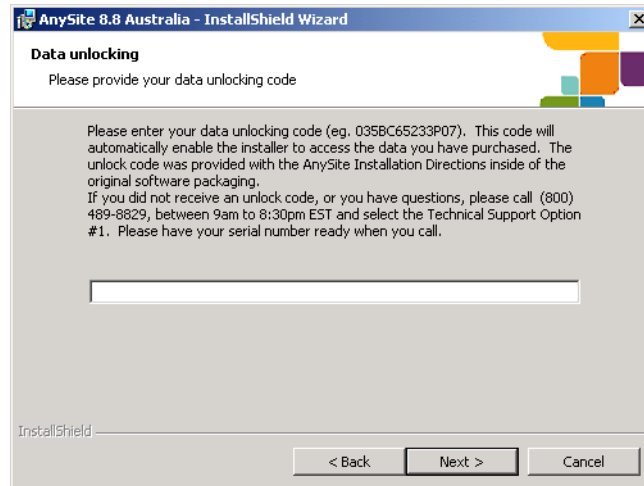 AnySite 8.8 Australia - InstallShield Wizard
Data unlocking
Please provide your data unlocking code
Please enter your data unlocking code (eg. 035BC65233P07). This code will
automatically enable the installer to access the data you have purchased. The
unlock code was provided with the AnySite Installation Directions inside of the
original software packaging.
If you did not receive an unlock code, or you have questions, please call (800)
489-8829, between 9am to 8:30pm EST and select the Technical Support Option
#1. Please have your serial number ready when you call.
InstallShield
< Back Next > Cancel